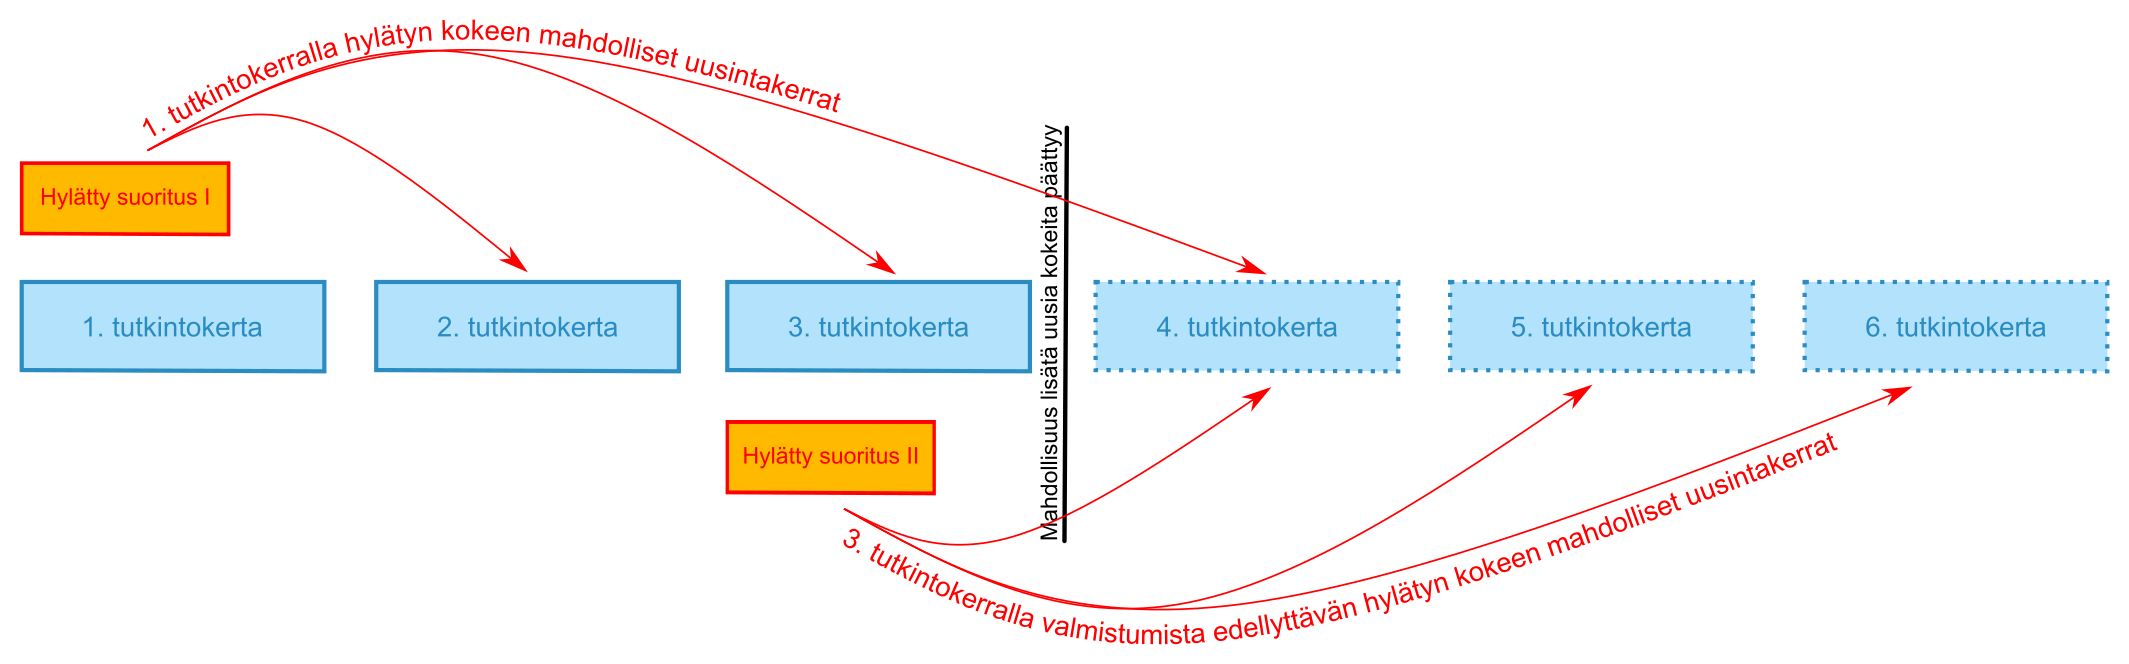 1. tutkintokerralla hylätyn kokeen mahdolliset uusintakerrat
Hylätty suoritus I
Mahdollisuus lisätä uusia kokeita päättyy
1. tutkintokerta
2. tutkintokerta
3. tutkintokerta
4. tutkintokerta
5. tutkintokerta
6. tutkintokerta
Hylätty suoritus II
3. tutkintokerralla valmistumista edellyttävän hylätyn kokeen mahdolliset uusintakerrat